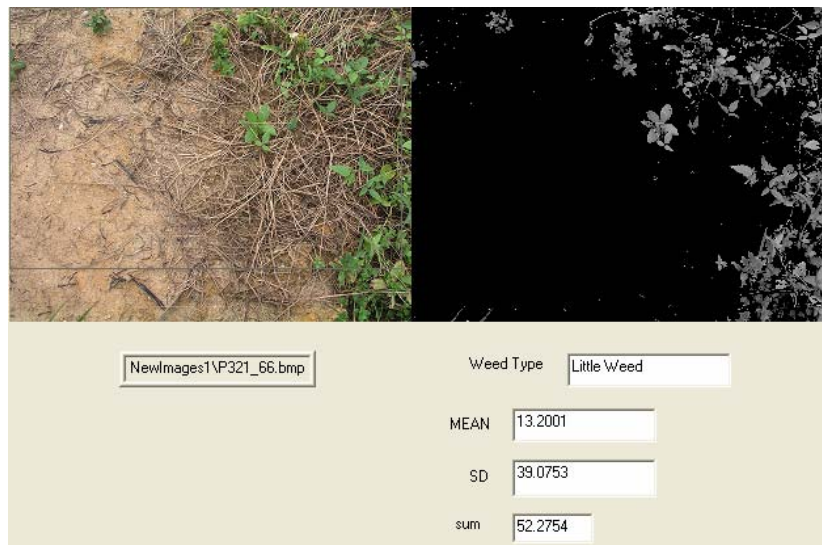 NewImages1\P321_66.bmp
Weed Type Little Weed
MEAN 13.2001
SD 39.0753
sum 52.2754